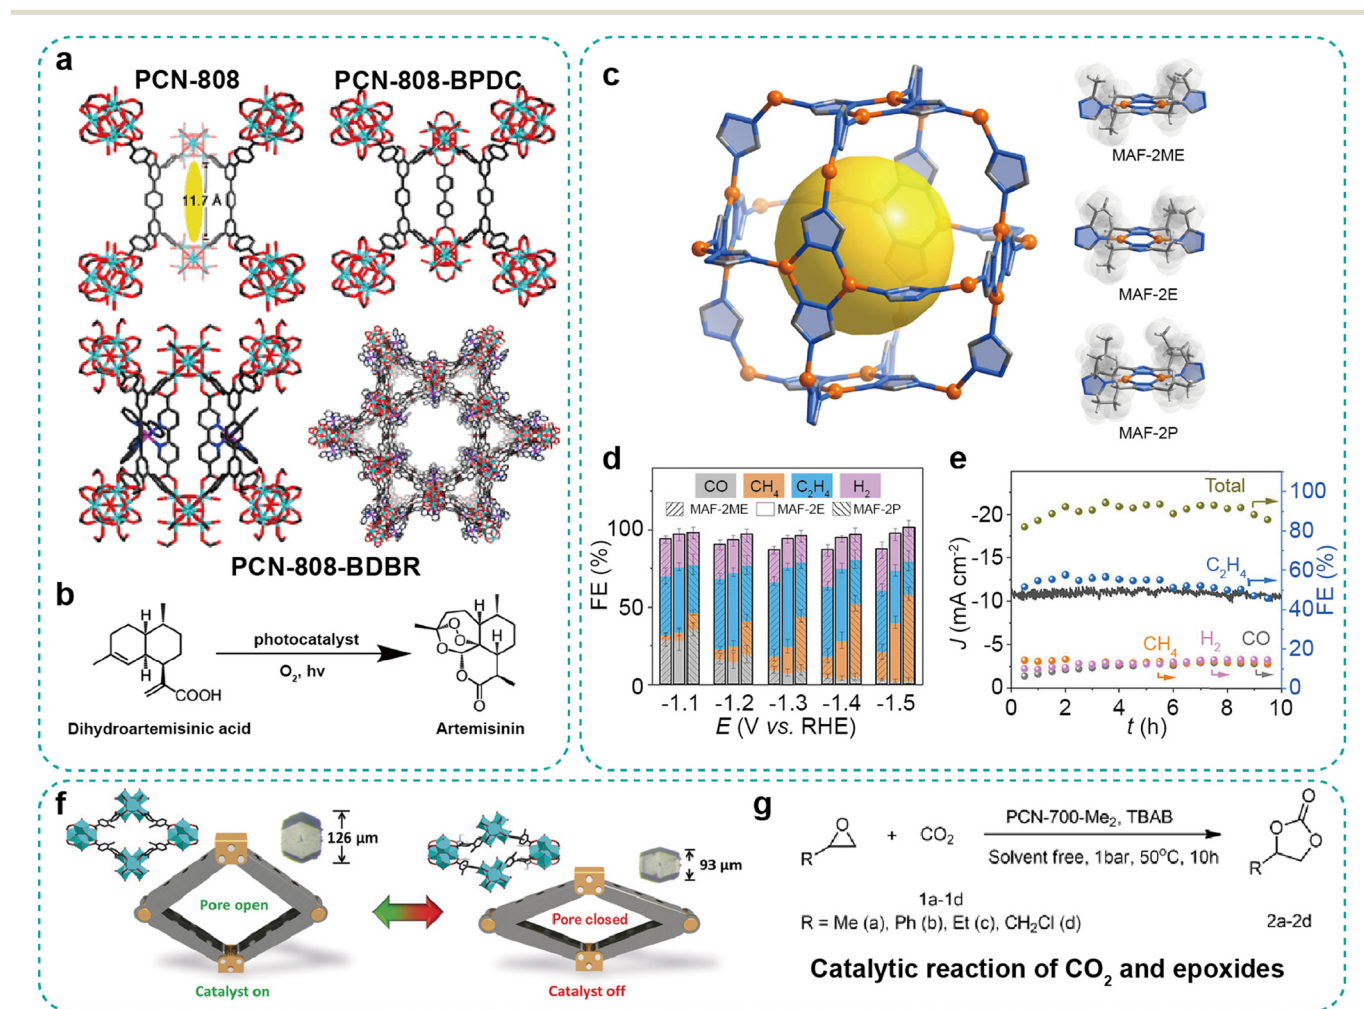 a
PCN-808
PCN-808-BPDC
11.7 Å
PCN-808-BDBR
b
photocatalyst
O₂, hv
H
H
COOH
Dihydroartemisinic acid
H
O
O
O
H
O
O
Artemisinin
c
MAF-2ME
MAF-2E
MAF-2P
d
CO CH₄ C₂H₄ H₂
MAF-2ME MAF-2E MAF-2P
FE (%)
100
50
0
-1.1 -1.2 -1.3 -1.4 -1.5
E (V vs. RHE)
e
Total
C₂H₄
CH₄ H₂ CO
J (mA cm⁻²)
-20
-15
-10
-5
0
100
80
60
40
20
0
FE (%)
0 2 4 6 8 10
t (h)
f
126 µm
Pore open
Catalyst on
93 µm
Pore closed
Catalyst off
g
O
R
+ CO₂
PCN-700-Me₂, TBAB
Solvent free, 1bar, 50°C, 10h
O
O
O
R
1a-1d
R = Me (a), Ph (b), Et (c), CH₂Cl (d)
2a-2d
Catalytic reaction of CO₂ and epoxides